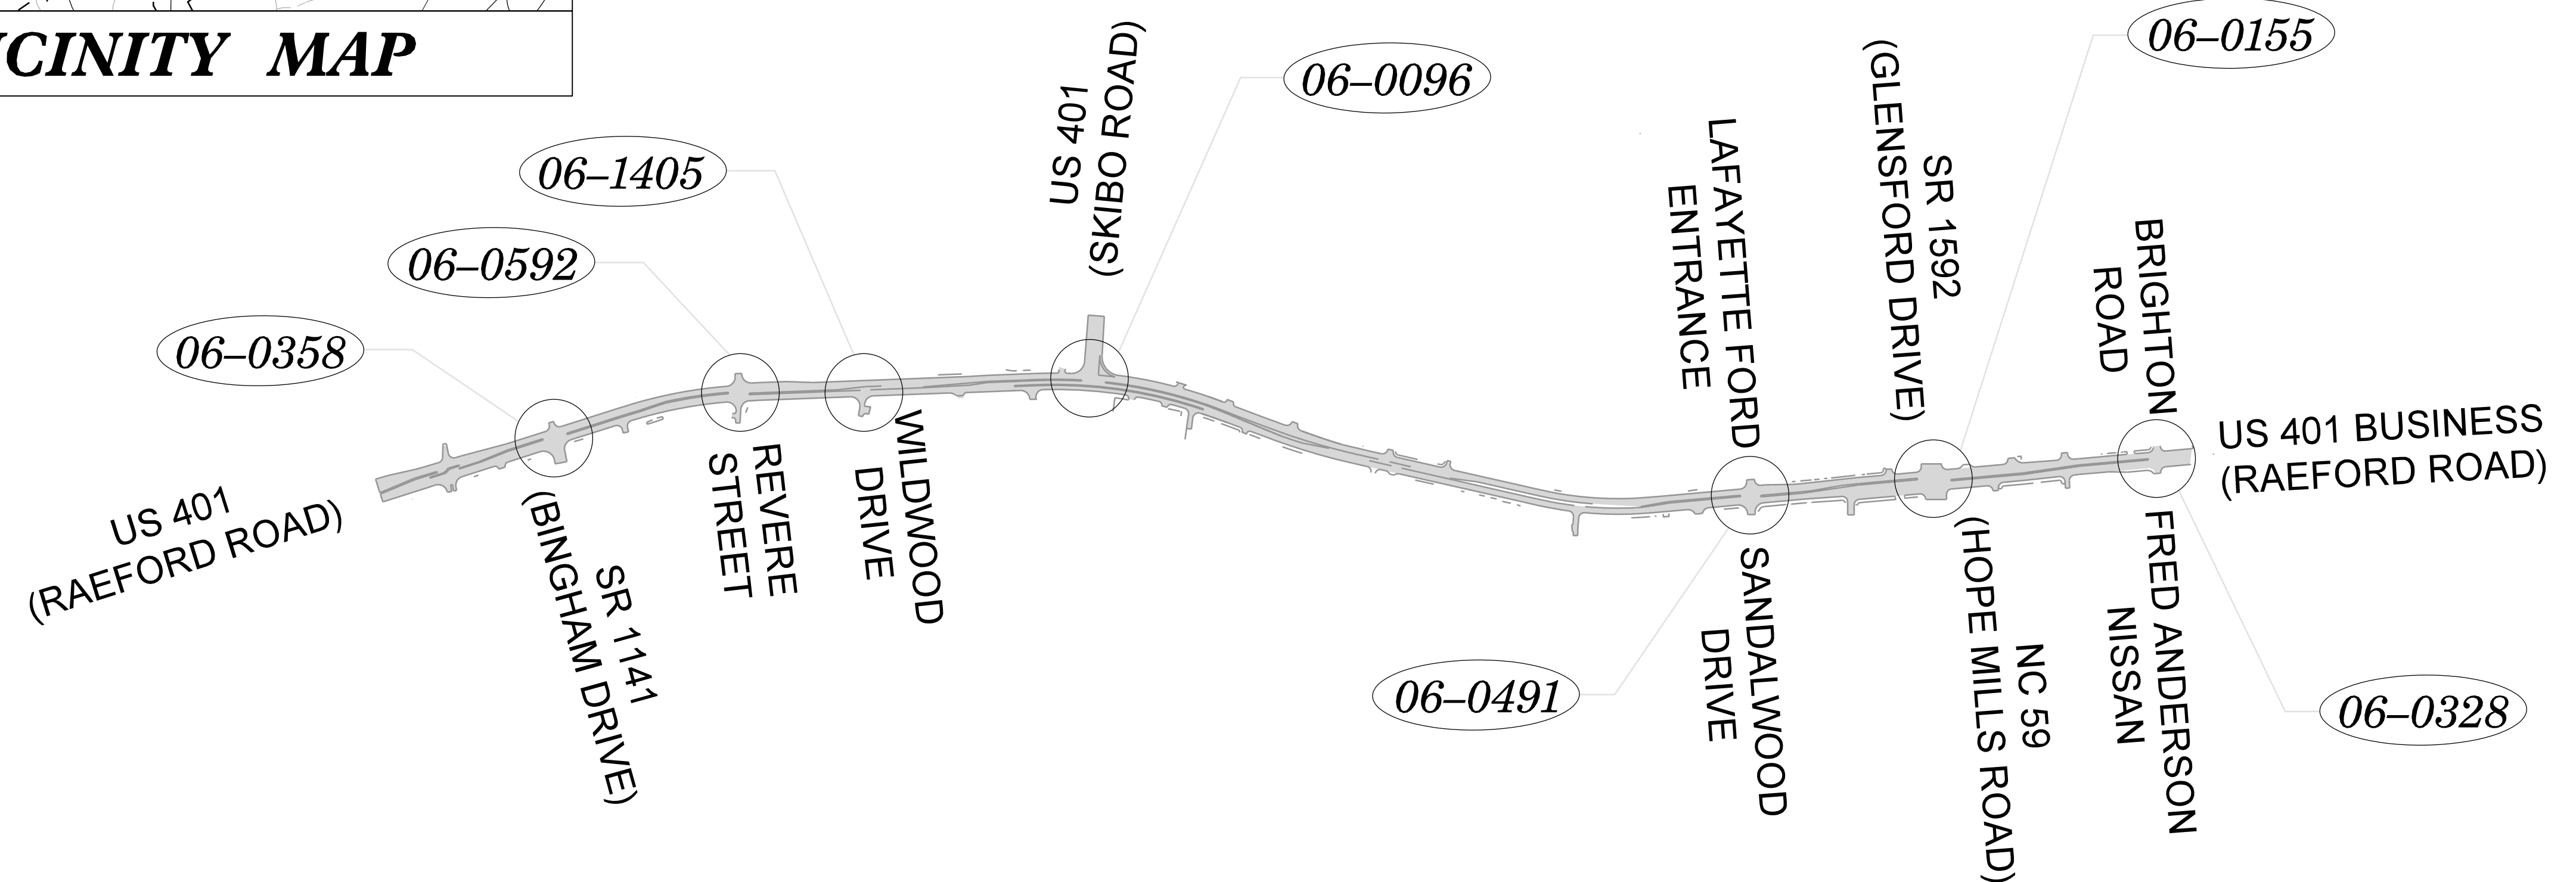 VICINITY MAP
06-0155
06-0096
06-1405
06-0592
06-0358
US 401
(SKIBO ROAD)
LAFAYETTE FORD
ENTRANCE
SR 1592
(GLENSFORD DRIVE)
BRIGHTON
ROAD
US 401
(RAEFORD ROAD)
US 401 BUSINESS
(RAEFORD ROAD)
SR 1141
(BINGHAM DRIVE)
REVERE
STREET
WILDWOOD
DRIVE
SANDALWOOD
DRIVE
NC 59
(HOPE MILLS ROAD)
FRED ANDERSON
NISSAN
06-0491
06-0328